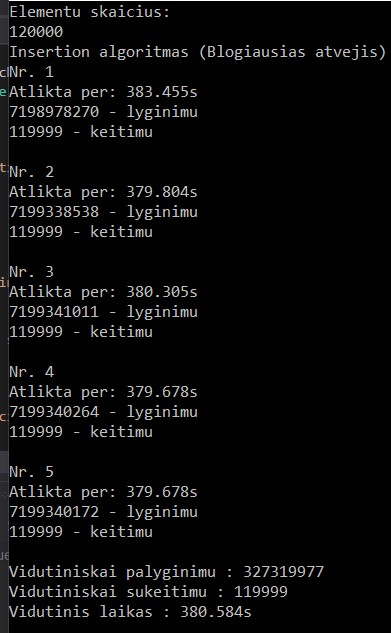 Elementu skaicius:
120000
Insertion algoritmas (Blogiausias atvejis)
Nr. 1
Atlikta per: 383.455s
7198978270 - lyginimu
119999 - keitimu
Nr. 2
Atlikta per: 379.804s
7199338538 - lyginimu
119999 - keitimu
Nr. 3
Atlikta per: 380.305s
7199341011 - lyginimu
119999 - keitimu
Nr. 4
Atlikta per: 379.678s
7199340264 - lyginimu
119999 - keitimu
Nr. 5
Atlikta per: 379.678s
7199340172 - lyginimu
119999 - keitimu
Vidutiniskai palyginimu : 327319977
Vidutiniskai sukeitimu : 119999
Vidutinis laikas : 380.584s